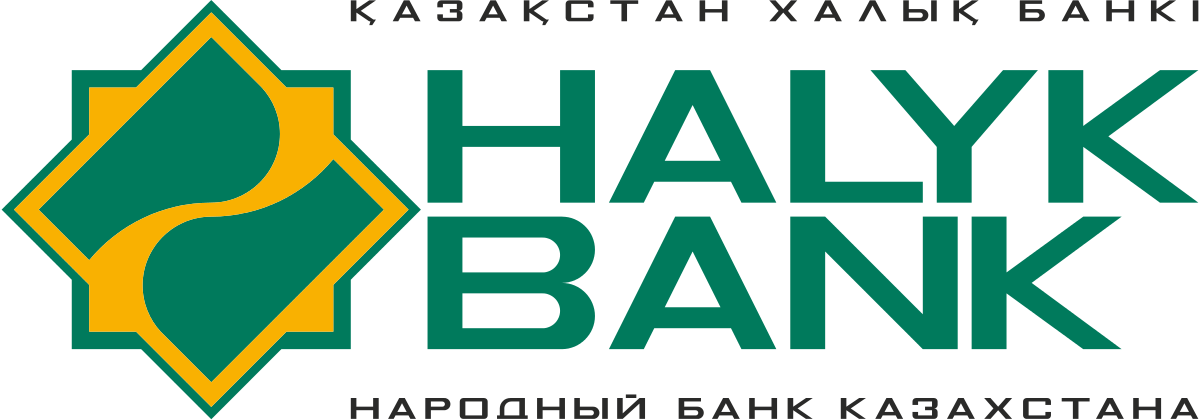 ҚАЗАҚСТАН ХАЛЫҚ БАНКІ
HALYK
BANK
НАРОДНЫЙ БАНК КАЗАХСТАНА